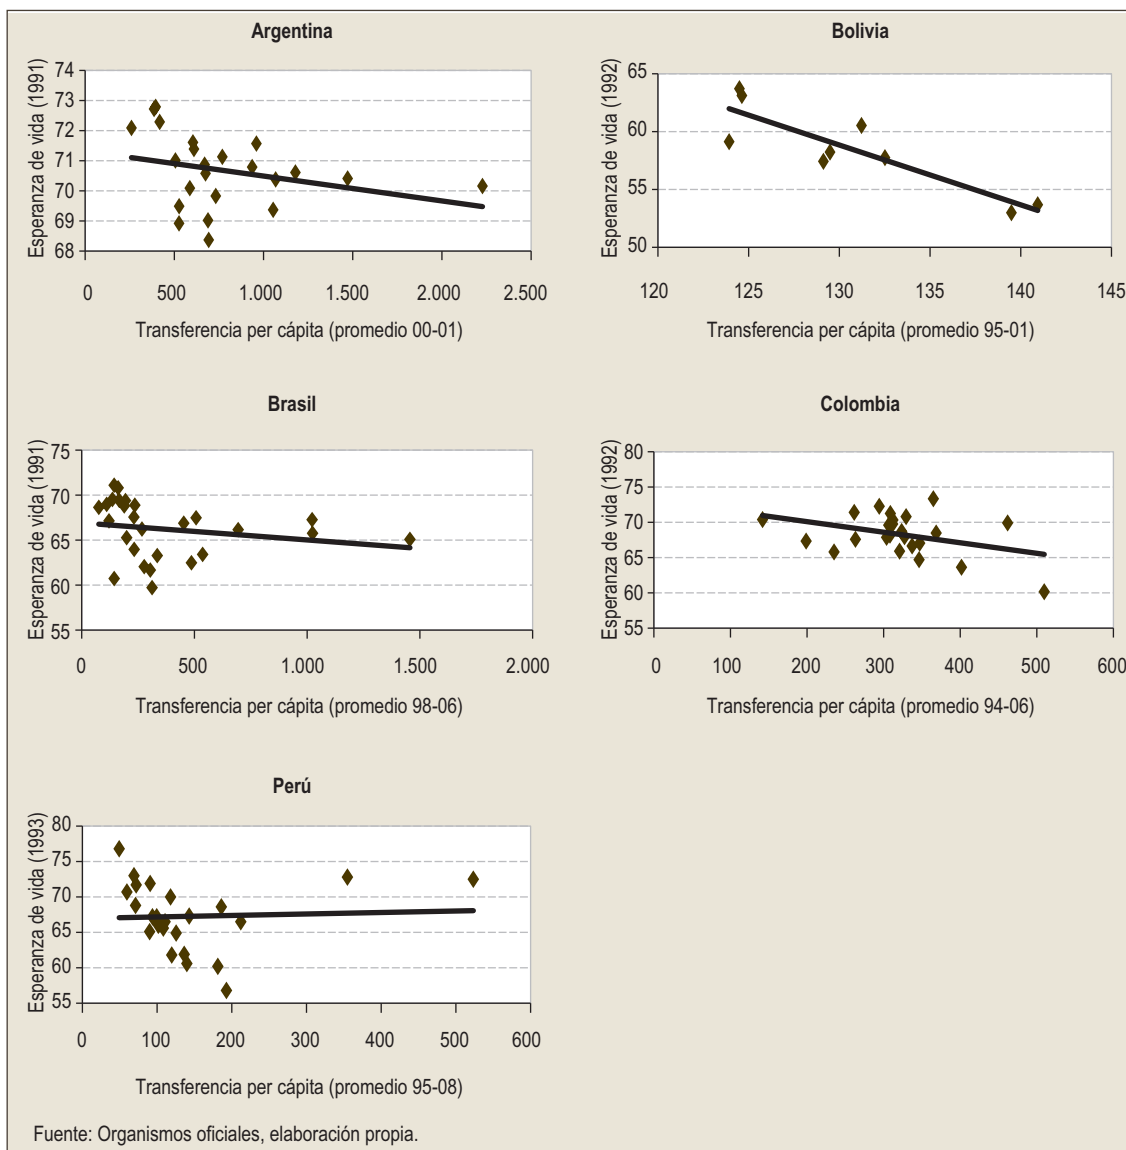 Argentina
Esperanza de vida (1991)
74
73
72
71
70
69
68
0 500 1.000 1.500 2.000 2.500
Transferencia per cápita (promedio 00-01)
Bolivia
Esperanza de vida (1992)
65
60
55
50
120 125 130 135 140 145
Transferencia per cápita (promedio 95-01)
Brasil
Esperanza de vida (1991)
75
70
65
60
55
0 500 1.000 1.500 2.000
Transferencia per cápita (promedio 98-06)
Colombia
Esperanza de vida (1992)
80
75
70
65
60
55
0 100 200 300 400 500 600
Transferencia per cápita (promedio 94-06)
Perú
Esperanza de vida (1993)
80
75
70
65
60
55
0 100 200 300 400 500 600
Transferencia per cápita (promedio 95-08)
Fuente: Organismos oficiales, elaboración propia.